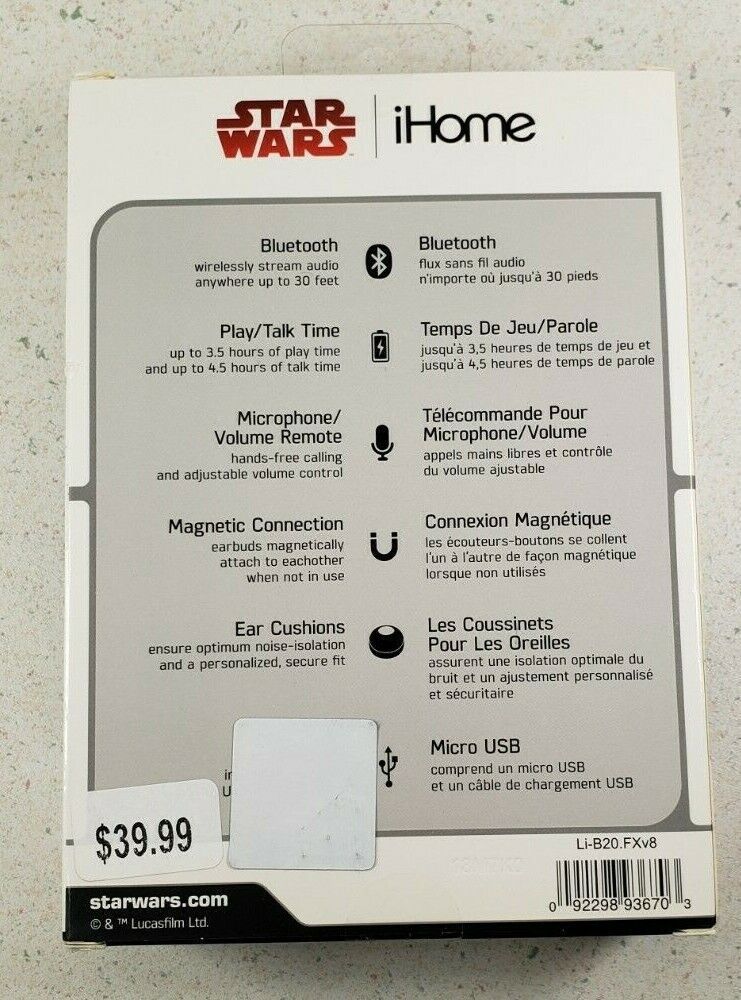 STAR
WARS
iHome
Bluetooth
wirelessly stream audio
anywhere up to 30 feet
Bluetooth
flux sans fil audio
n'importe où jusqu'à 30 pieds
Play/Talk Time
up to 3.5 hours of play time
and up to 4.5 hours of talk time
Temps De Jeu/Parole
jusqu'à 3,5 heures de temps de jeu et
jusqu'à 4,5 heures de temps de parole
Microphone/
Volume Remote
hands-free calling
and adjustable volume control
Télécommande Pour
Microphone/Volume
appels mains libres et contrôle
du volume ajustable
Magnetic Connection
earbuds magnetically
attach to eachother
when not in use
Connexion Magnétique
les écouteurs-boutons se collent
l'un à l'autre de façon magnétique
lorsque non utilisés
Ear Cushions
ensure optimum noise-isolation
and a personalized, secure fit
Les Coussinets
Pour Les Oreilles
assurent une isolation optimale du
bruit et un ajustement personnalisé
et sécuritaire
Micro USB
comprend un micro USB
et un câble de chargement USB
$39.99
Li-B20.FXv8
0 92298 93670 3
starwars.com
© & ™ Lucasfilm Ltd.